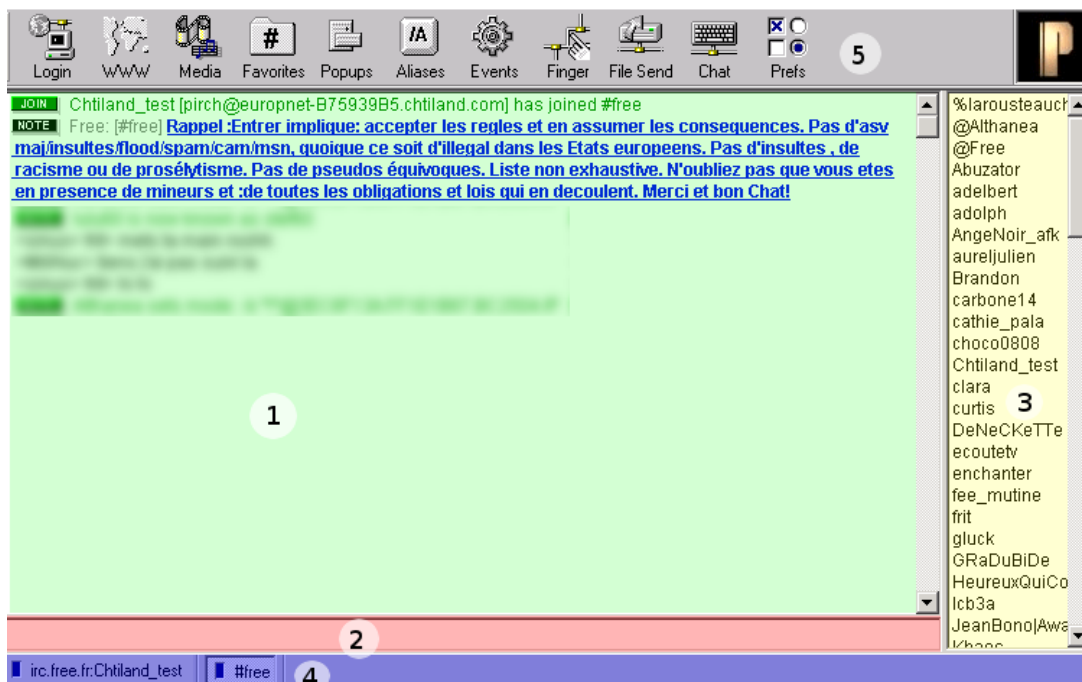 Login WWW Media Favorites Popups Aliases Events Finger File Send Chat Prefs
#
/A
5
P
JOIN Chtiland_test [pirch@europnet-B75939B5.chtiland.com] has joined #free
NOTE Free: [#free] Rappel :Entrer implique: accepter les regles et en assumer les consequences. Pas d'asv
maj/insultes/flood/spam/cam/msn, quoique ce soit d'illegal dans les Etats europeens. Pas d'insultes , de
racisme ou de prosélytisme. Pas de pseudos équivoques. Liste non exhaustive. N'oubliez pas que vous etes
en presence de mineurs et :de toutes les obligations et lois qui en decoulent. Merci et bon Chat!
1
%larousteauch
@Althanea
@Free
Abuzator
adelbert
adolph
AngeNoir_afk
aureljulien
Brandon
carbone14
cathie_pala
choco0808
Chtiland_test
clara
curtis
3
DeNeCKeTTe
ecoutetv
enchanter
fee_mutine
frit
gluck
GRaDuBiDe
HeureuxQuiCo
lcb3a
JeanBono|Awa
Khaos
2
irc.free.fr:Chtiland_test
#free
4